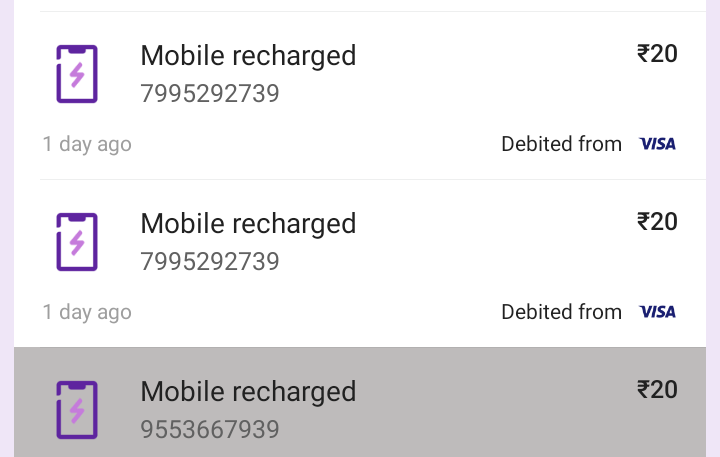 Mobile recharged ₹20
7995292739
1 day ago Debited from VISA
Mobile recharged ₹20
7995292739
1 day ago Debited from VISA
Mobile recharged ₹20
9553667939